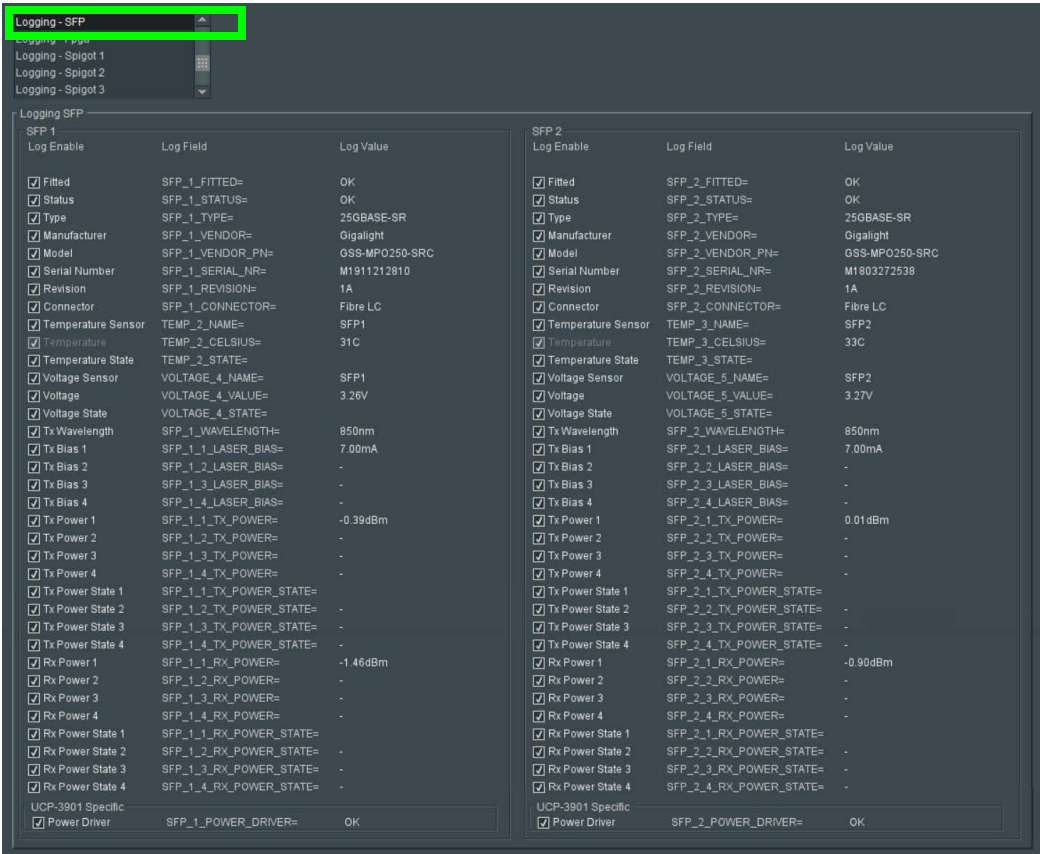 Logging - SFP
Logging - Fpga
Logging - Spigot 1
Logging - Spigot 2
Logging - Spigot 3
Logging SFP
SFP 1
Log Enable Log Field Log Value
Fitted SFP_1_FITTED= OK
Status SFP_1_STATUS= OK
Type SFP_1_TYPE= 25GBASE-SR
Manufacturer SFP_1_VENDOR= Gigalight
Model SFP_1_VENDOR_PN= GSS-MPO250-SRC
Serial Number SFP_1_SERIAL_NR= M1911212810
Revision SFP_1_REVISION= 1A
Connector SFP_1_CONNECTOR= Fibre LC
Temperature Sensor TEMP_2_NAME= SFP1
Temperature TEMP_2_CELSIUS= 31C
Temperature State TEMP_2_STATE=
Voltage Sensor VOLTAGE_4_NAME= SFP1
Voltage VOLTAGE_4_VALUE= 3.26V
Voltage State VOLTAGE_4_STATE=
Tx Wavelength SFP_1_WAVELENGTH= 850nm
Tx Bias 1 SFP_1_1_LASER_BIAS= 7.00mA
Tx Bias 2 SFP_1_2_LASER_BIAS= -
Tx Bias 3 SFP_1_3_LASER_BIAS= -
Tx Bias 4 SFP_1_4_LASER_BIAS= -
Tx Power 1 SFP_1_1_TX_POWER= -0.39dBm
Tx Power 2 SFP_1_2_TX_POWER= -
Tx Power 3 SFP_1_3_TX_POWER= -
Tx Power 4 SFP_1_4_TX_POWER= -
Tx Power State 1 SFP_1_1_TX_POWER_STATE=
Tx Power State 2 SFP_1_2_TX_POWER_STATE= -
Tx Power State 3 SFP_1_3_TX_POWER_STATE= -
Tx Power State 4 SFP_1_4_TX_POWER_STATE= -
Rx Power 1 SFP_1_1_RX_POWER= -1.46dBm
Rx Power 2 SFP_1_2_RX_POWER= -
Rx Power 3 SFP_1_3_RX_POWER= -
Rx Power 4 SFP_1_4_RX_POWER= -
Rx Power State 1 SFP_1_1_RX_POWER_STATE=
Rx Power State 2 SFP_1_2_RX_POWER_STATE= -
Rx Power State 3 SFP_1_3_RX_POWER_STATE= -
Rx Power State 4 SFP_1_4_RX_POWER_STATE= -
UCP-3901 Specific
Power Driver SFP_1_POWER_DRIVER= OK
SFP 2
Log Enable Log Field Log Value
Fitted SFP_2_FITTED= OK
Status SFP_2_STATUS= OK
Type SFP_2_TYPE= 25GBASE-SR
Manufacturer SFP_2_VENDOR= Gigalight
Model SFP_2_VENDOR_PN= GSS-MPO250-SRC
Serial Number SFP_2_SERIAL_NR= M1803272538
Revision SFP_2_REVISION= 1A
Connector SFP_2_CONNECTOR= Fibre LC
Temperature Sensor TEMP_3_NAME= SFP2
Temperature TEMP_3_CELSIUS= 33C
Temperature State TEMP_3_STATE=
Voltage Sensor VOLTAGE_5_NAME= SFP2
Voltage VOLTAGE_5_VALUE= 3.27V
Voltage State VOLTAGE_5_STATE=
Tx Wavelength SFP_2_WAVELENGTH= 850nm
Tx Bias 1 SFP_2_1_LASER_BIAS= 7.00mA
Tx Bias 2 SFP_2_2_LASER_BIAS= -
Tx Bias 3 SFP_2_3_LASER_BIAS= -
Tx Bias 4 SFP_2_4_LASER_BIAS= -
Tx Power 1 SFP_2_1_TX_POWER= 0.01dBm
Tx Power 2 SFP_2_2_TX_POWER= -
Tx Power 3 SFP_2_3_TX_POWER= -
Tx Power 4 SFP_2_4_TX_POWER= -
Tx Power State 1 SFP_2_1_TX_POWER_STATE=
Tx Power State 2 SFP_2_2_TX_POWER_STATE= -
Tx Power State 3 SFP_2_3_TX_POWER_STATE= -
Tx Power State 4 SFP_2_4_TX_POWER_STATE= -
Rx Power 1 SFP_2_1_RX_POWER= -0.90dBm
Rx Power 2 SFP_2_2_RX_POWER= -
Rx Power 3 SFP_2_3_RX_POWER= -
Rx Power 4 SFP_2_4_RX_POWER= -
Rx Power State 1 SFP_2_1_RX_POWER_STATE=
Rx Power State 2 SFP_2_2_RX_POWER_STATE= -
Rx Power State 3 SFP_2_3_RX_POWER_STATE= -
Rx Power State 4 SFP_2_4_RX_POWER_STATE= -
UCP-3901 Specific
Power Driver SFP_2_POWER_DRIVER= OK